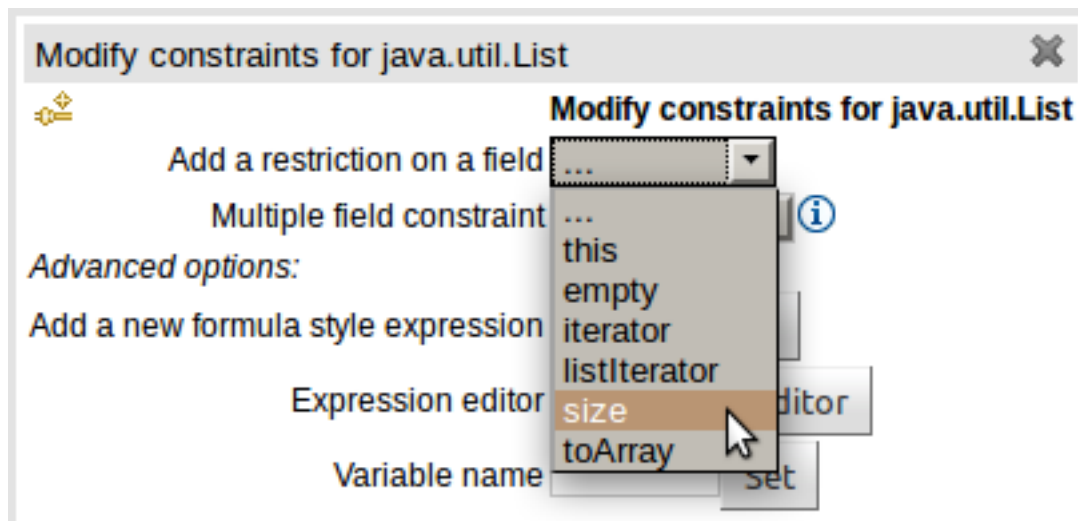 Modify constraints for java.util.List
Modify constraints for java.util.List
Add a restriction on a field ...
Multiple field constraint ...
this
Advanced options:
empty
Add a new formula style expression iterator
listIterator
Expression editor size ditor
toArray
Variable name Set